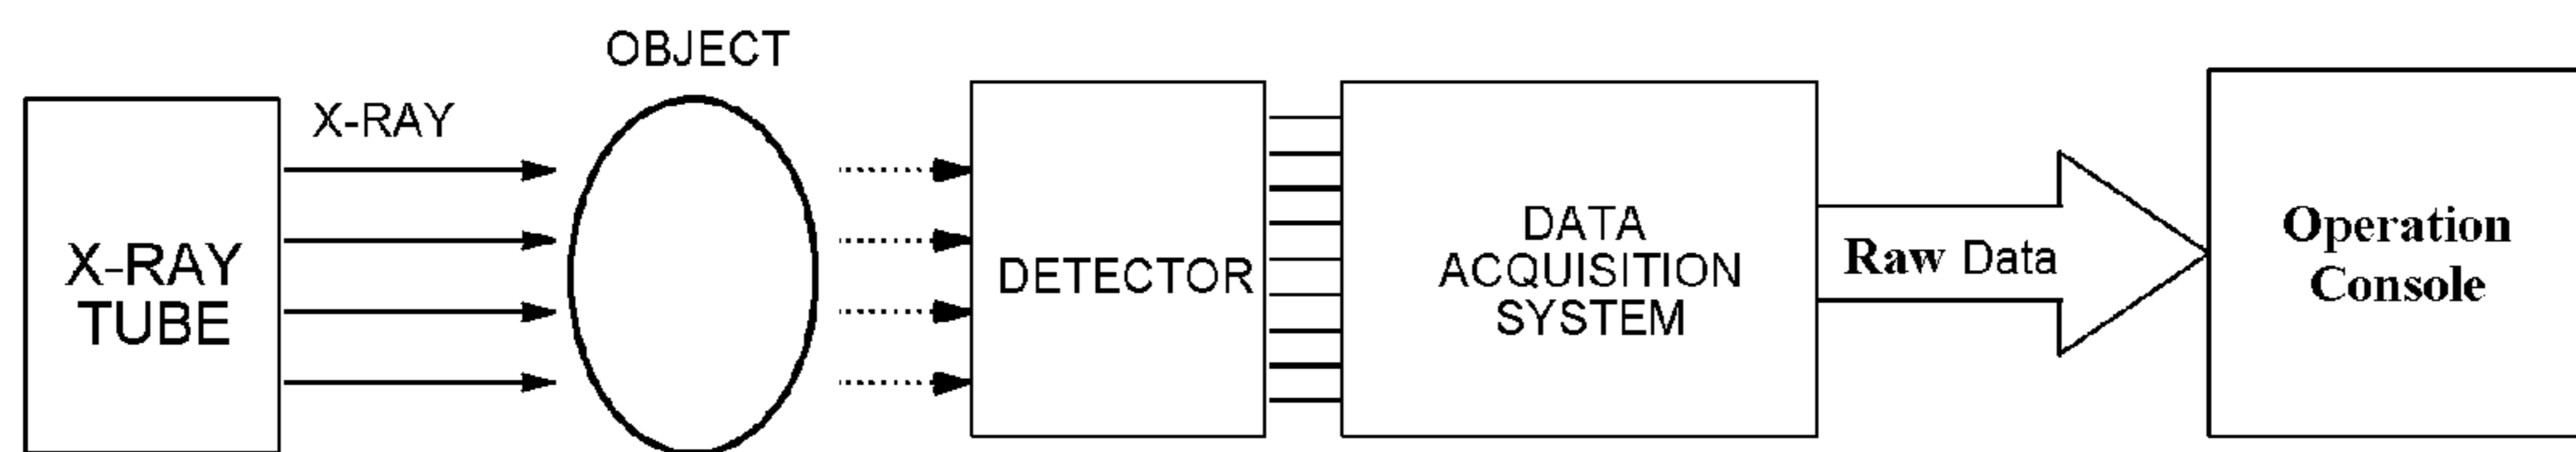 OBJECT
X-RAY
X-RAY
TUBE
DETECTOR
DATA
ACQUISITION
SYSTEM
Raw Data
Operation
Console